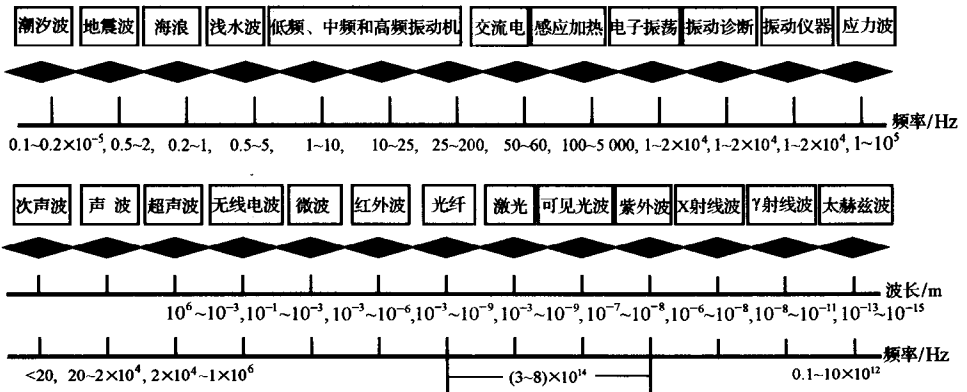 潮汐波 地震波 海浪 浅水波 低频、中频和高频振动机 交流电 感应加热 电子振荡 振动诊断 振动仪器 应力波
频率/Hz
0.1~0.2×10⁻⁵, 0.5~2, 0.2~1, 0.5~5, 1~10, 10~25, 25~200, 50~60, 100~5 000, 1~2×10⁴, 1~2×10⁴, 1~2×10⁴, 1~10⁵
次声波 声 波 超声波 无线电波 微波 红外波 光纤 激光 可见光波 紫外波 X射线波 γ射线波 太赫兹波
波长/m
10⁶~10⁻³, 10⁻¹~10⁻³, 10⁻³~10⁻⁶, 10⁻³~10⁻⁹, 10⁻³~10⁻⁹, 10⁻⁷~10⁻⁸, 10⁻⁶~10⁻⁸, 10⁻⁸~10⁻¹¹, 10⁻¹³~10⁻¹⁵
频率/Hz
<20, 20~2×10⁴, 2×10⁴~1×10⁶ (3~8)×10¹⁴ 0.1~10×10¹²